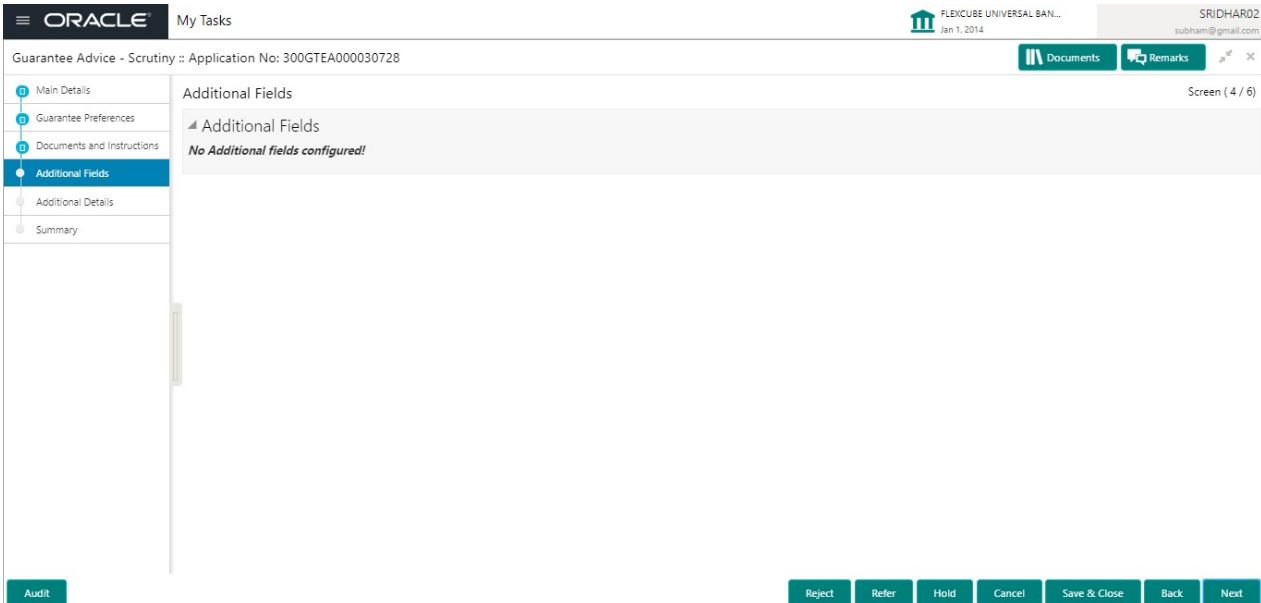 ORACLE
My Tasks
FLEXCUBE UNIVERSAL BAN...
Jan 1, 2014
SRIDHAR02
subham@gmail.com
Guarantee Advice - Scrutiny :: Application No: 300GTEA000030728
Documents
Remarks
Main Details
Guarantee Preferences
Documents and Instructions
Additional Fields
Additional Details
Summary
Additional Fields
Screen ( 4 / 6)
Additional Fields
No Additional fields configured!
Audit
Reject
Refer
Hold
Cancel
Save & Close
Back
Next